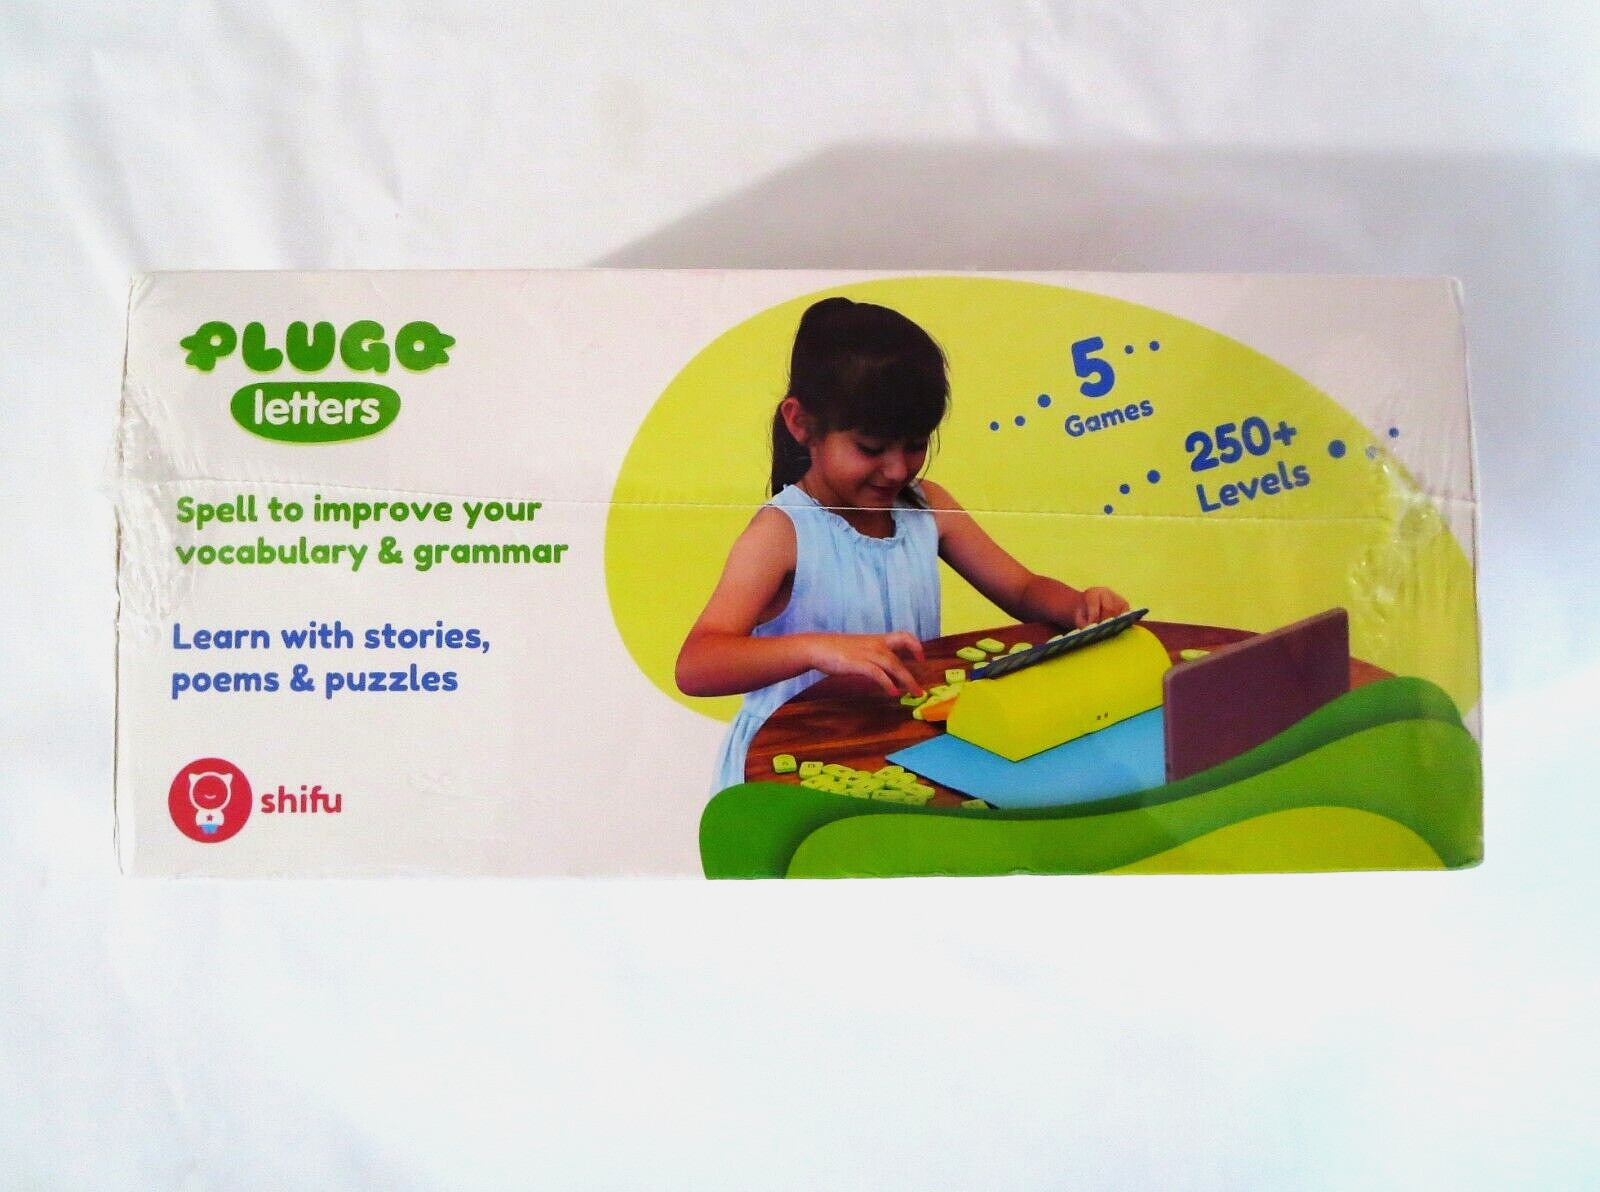 PLUGO
letters
Spell to improve your
vocabulary & grammar
Learn with stories,
poems & puzzles
shifu
5
Games
250+
Levels